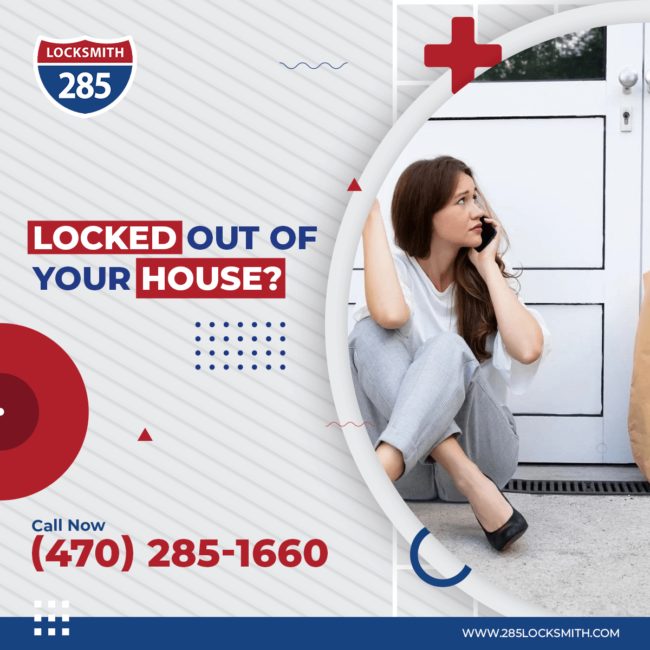 LOCKSMITH
285
LOCKED OUT OF
YOUR HOUSE?
Call Now
(470) 285-1660
WWW.285LOCKSMITH.COM